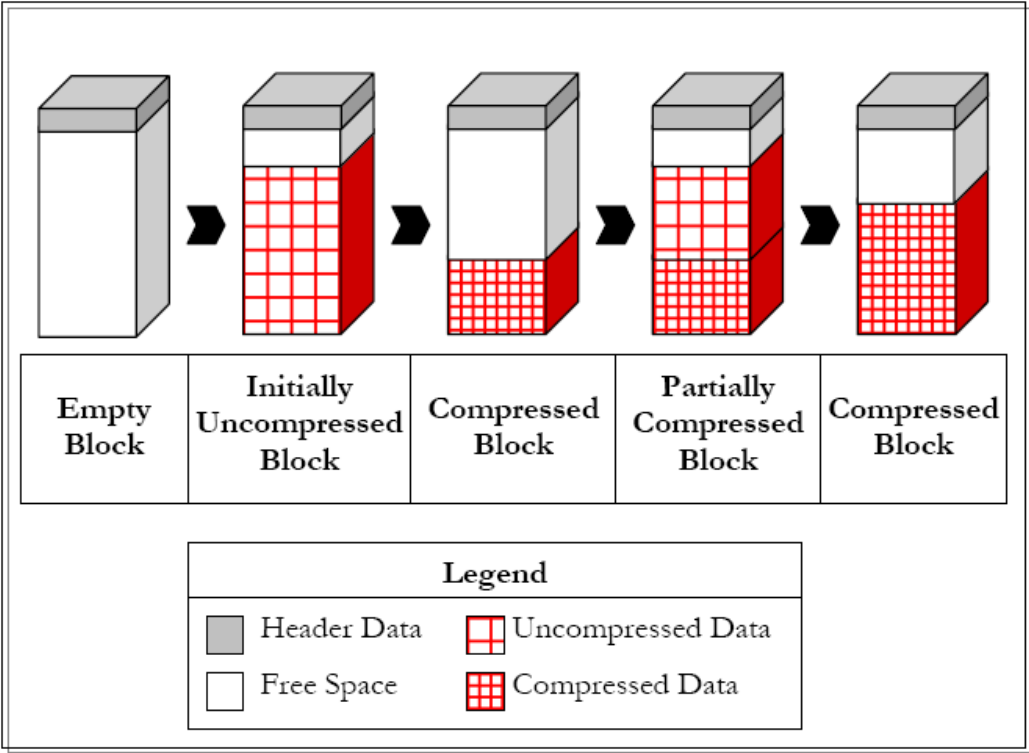 Empty
Block
Initially
Uncompressed
Block
Compressed
Block
Partially
Compressed
Block
Compressed
Block
Legend
Header Data
Uncompressed Data
Free Space
Compressed Data